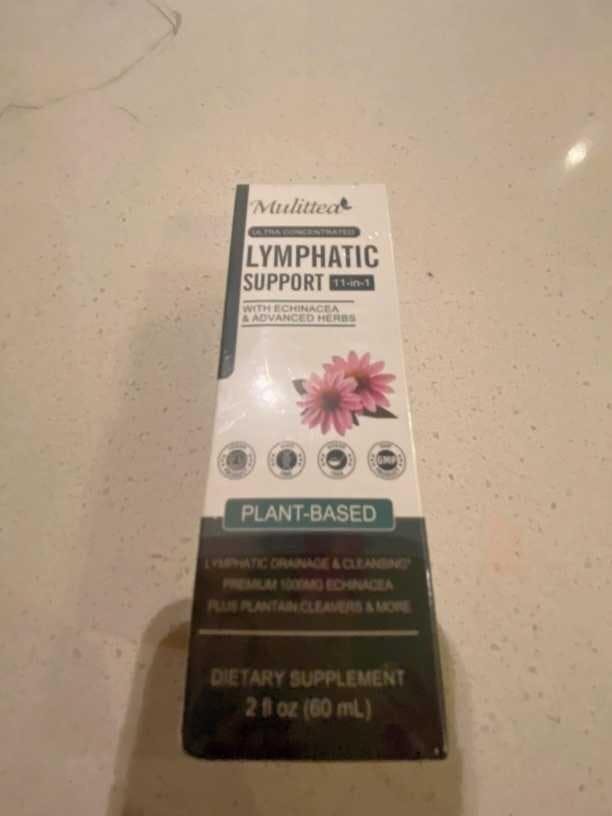 Mulittea
ULTRA CONCENTRATED
LYMPHATIC
SUPPORT 11-in-1
WITH ECHINACEA
& ADVANCED HERBS
GMP
PLANT-BASED
LYMPHATIC DRAINAGE & CLEANSING*
PREMIUM 1000MG ECHINACEA
PLUS PLANTAIN,CLEAVERS & MORE
DIETARY SUPPLEMENT
2 fl oz (60 mL)